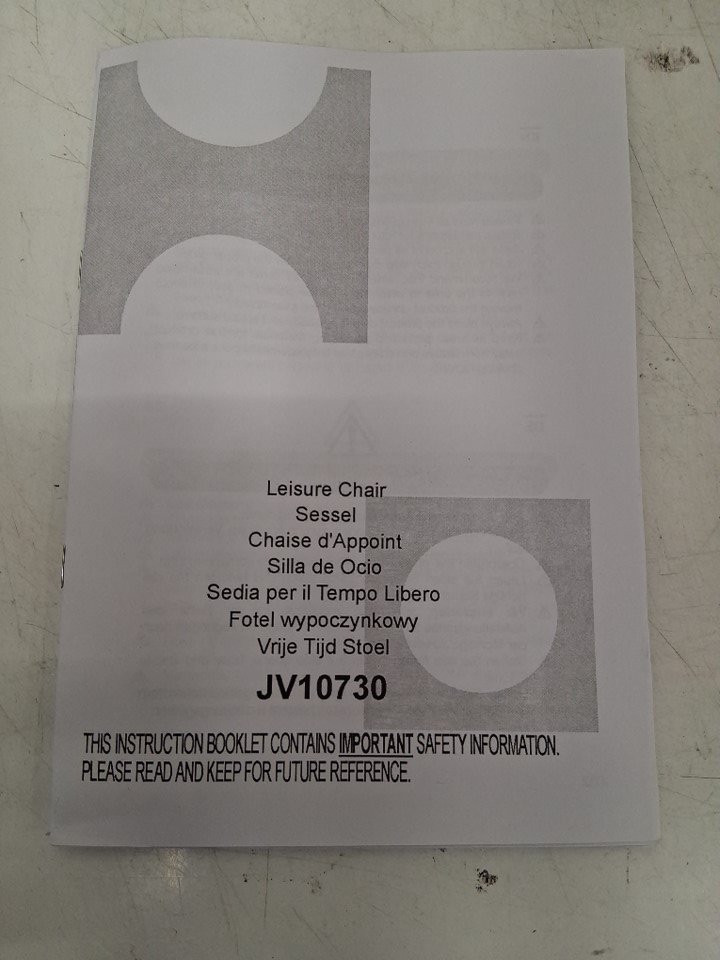 Leisure Chair
Sessel
Chaise d'Appoint
Silla de Ocio
Sedia per il Tempo Libero
Fotel wypoczynkowy
Vrije Tijd Stoel
JV10730
THIS INSTRUCTION BOOKLET CONTAINS IMPORTANT SAFETY INFORMATION.
PLEASE READ AND KEEP FOR FUTURE REFERENCE.